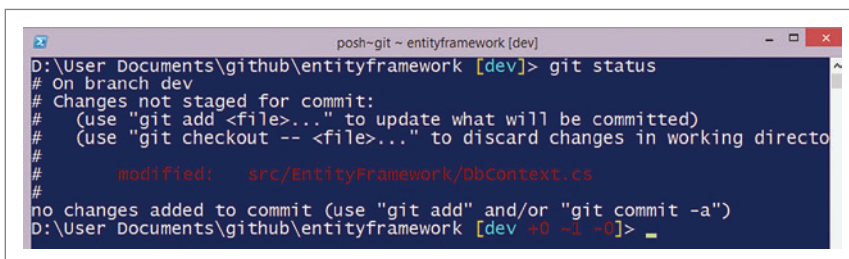 posh~git ~ entityframework [dev]
D:\User Documents\github\entityframework [dev]> git status
# On branch dev
# Changes not staged for commit:
#   (use "git add <file>..." to update what will be committed)
#   (use "git checkout -- <file>..." to discard changes in working directo
#
#       modified:   src/EntityFramework/DbContext.cs
#
no changes added to commit (use "git add" and/or "git commit -a")
D:\User Documents\github\entityframework [dev +0 ~1 -0]> _